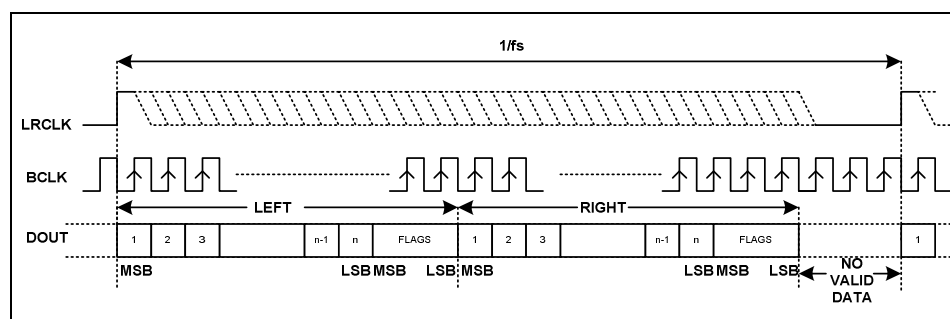 1/fs
LRCLK
BCLK
LEFT RIGHT
DOUT 1 2 3 n-1 n FLAGS 1 2 3 n-1 n FLAGS 1
MSB LSB MSB LSB MSB LSB MSB LSB NO
VALID
DATA